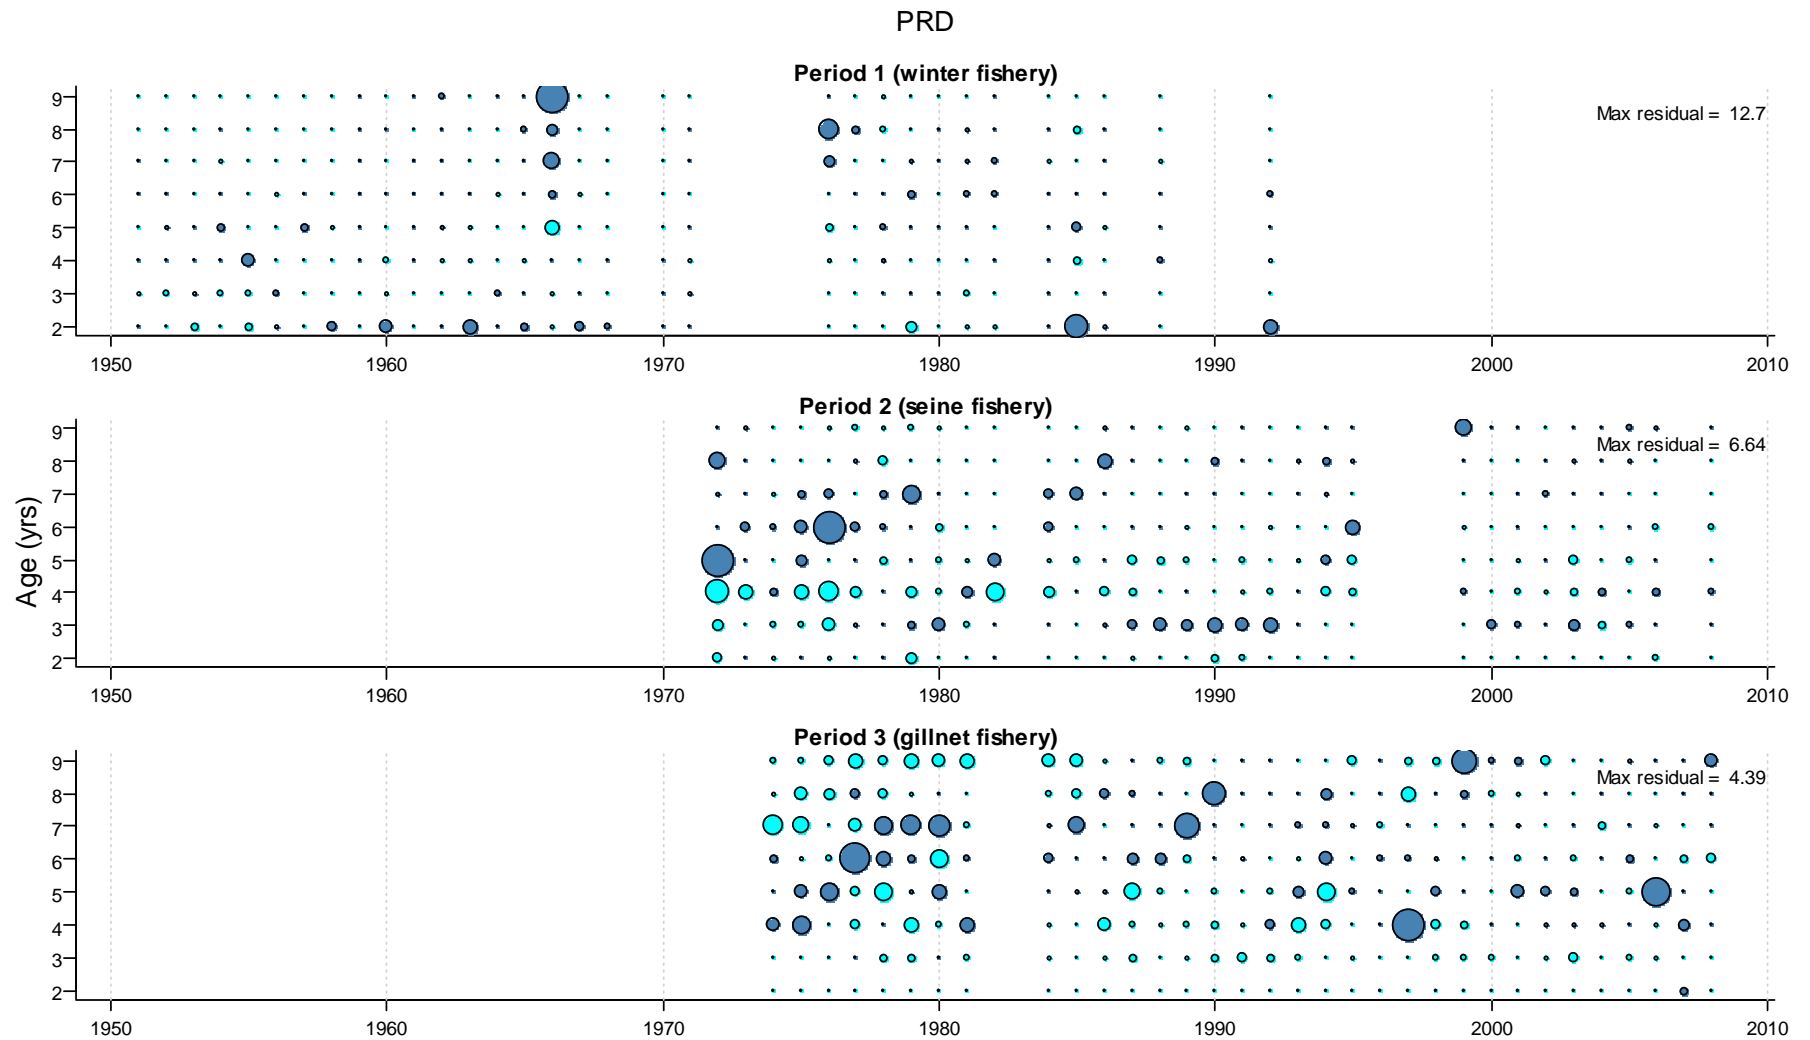 PRD
Period 1 (winter fishery)
Max residual = 12.7
9
8
7
6
5
4
3
2
1950 1960 1970 1980 1990 2000 2010
Period 2 (seine fishery)
Max residual = 6.64
9
8
7
6
5
4
3
2
Age (yrs)
1950 1960 1970 1980 1990 2000 2010
Period 3 (gillnet fishery)
Max residual = 4.39
9
8
7
6
5
4
3
2
1950 1960 1970 1980 1990 2000 2010